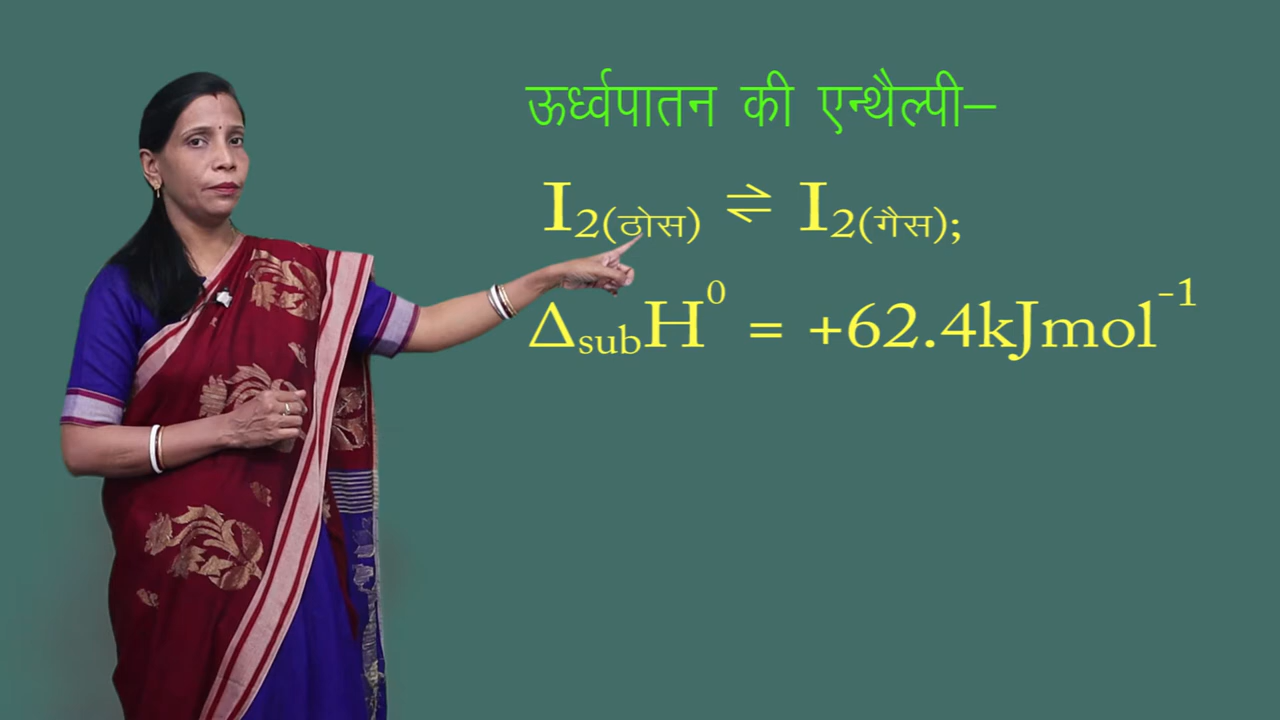 ऊर्ध्वपातन की एन्थैल्पी–
I2(ठोस) ⇌ I2(गैस);
ΔsubH⁰ = +62.4kJmol⁻¹